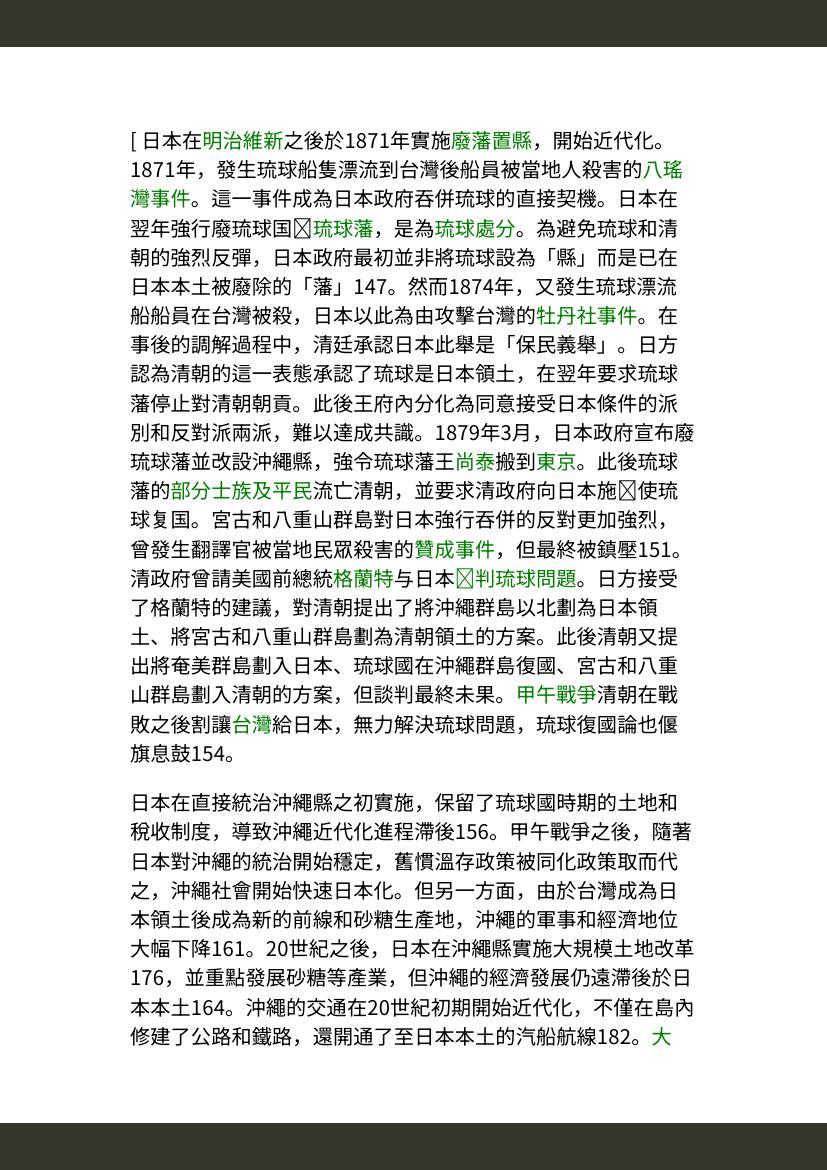 [ 日本在明治維新之後於1871年實施廢藩置縣，開始近代化。
1871年，發生琉球船隻漂流到台灣後船員被當地人殺害的八瑤
灣事件。這一事件成為日本政府吞併琉球的直接契機。日本在
翌年強行廢琉球国琉球藩，是為琉球處分。為避免琉球和清
朝的強烈反彈，日本政府最初並非將琉球設為「縣」而是已在
日本本土被廢除的「藩」147。然而1874年，又發生琉球漂流
船船員在台灣被殺，日本以此為由攻擊台灣的牡丹社事件。在
事後的調解過程中，清廷承認日本此舉是「保民義舉」。日方
認為清朝的這一表態承認了琉球是日本領土，在翌年要求琉球
藩停止對清朝朝貢。此後王府內分化為同意接受日本條件的派
別和反對派兩派，難以達成共識。1879年3月，日本政府宣布廢
琉球藩並改設沖繩縣，強令琉球藩王尚泰搬到東京。此後琉球
藩的部分士族及平民流亡清朝，並要求清政府向日本施使琉
球复国。宮古和八重山群島對日本強行吞併的反對更加強烈，
曾發生翻譯官被當地民眾殺害的贊成事件，但最終被鎮壓151。
清政府曾請美國前總統格蘭特与日本判琉球問題。日方接受
了格蘭特的建議，對清朝提出了將沖繩群島以北劃為日本領
土、將宮古和八重山群島劃為清朝領土的方案。此後清朝又提
出將奄美群島劃入日本、琉球國在沖繩群島復國、宮古和八重
山群島劃入清朝的方案，但談判最終未果。甲午戰爭清朝在戰
敗之後割讓台灣給日本，無力解決琉球問題，琉球復國論也偃
旗息鼓154。
日本在直接統治沖繩縣之初實施，保留了琉球國時期的土地和
稅收制度，導致沖繩近代化進程滯後156。甲午戰爭之後，隨著
日本對沖繩的統治開始穩定，舊慣溫存政策被同化政策取而代
之，沖繩社會開始快速日本化。但另一方面，由於台灣成為日
本領土後成為新的前線和砂糖生產地，沖繩的軍事和經濟地位
大幅下降161。20世紀之後，日本在沖繩縣實施大規模土地改革
176，並重點發展砂糖等產業，但沖繩的經濟發展仍遠滯後於日
本本土164。沖繩的交通在20世紀初期開始近代化，不僅在島內
修建了公路和鐵路，還開通了至日本本土的汽船航線182。大